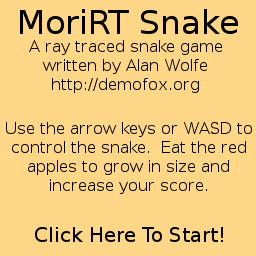 MoriRT Snake
A ray traced snake game
written by Alan Wolfe
http://demofox.org
Use the arrow keys or WASD to
control the snake.  Eat the red
apples to grow in size and
increase your score.
Click Here To Start!